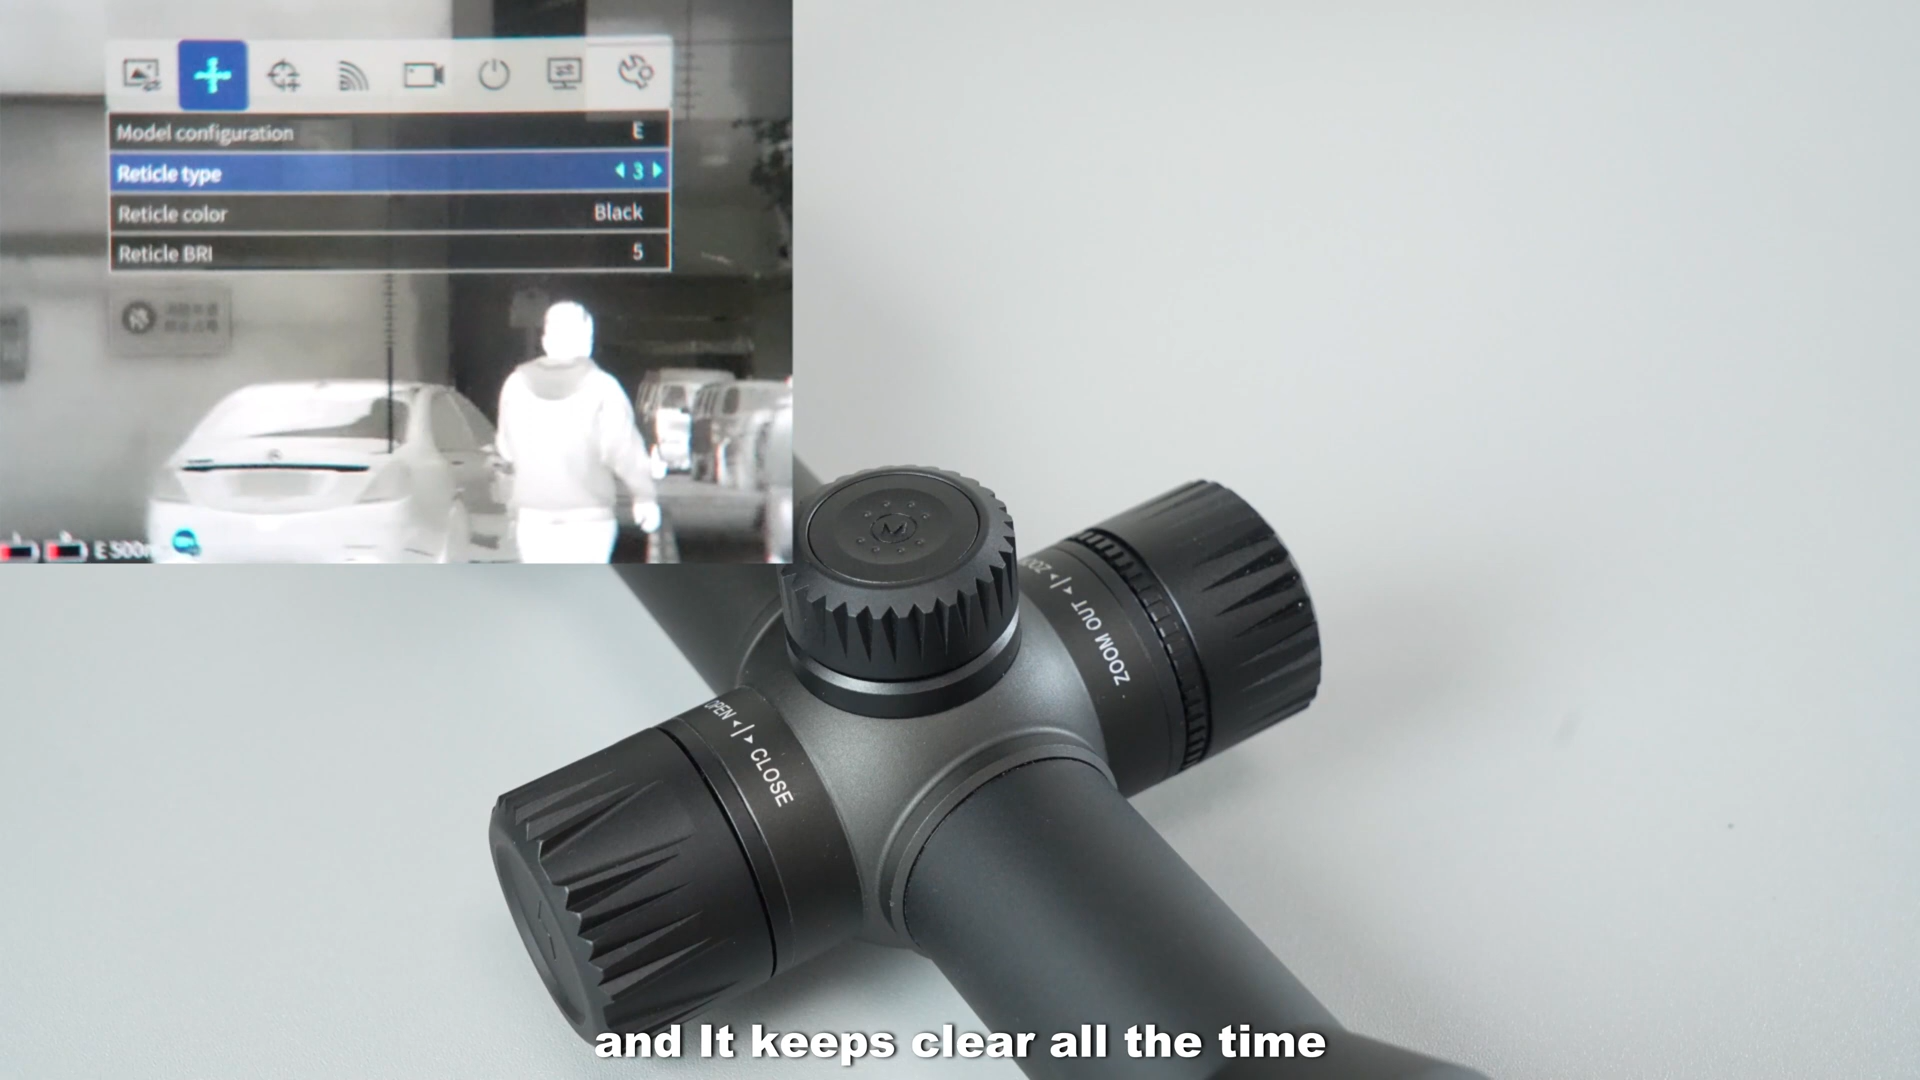 Model configuration E
Reticle type 3
Reticle color Black
Reticle BRI 5
E 500
M
ZOOM OUT
OPEN CLOSE
and It keeps clear all the time